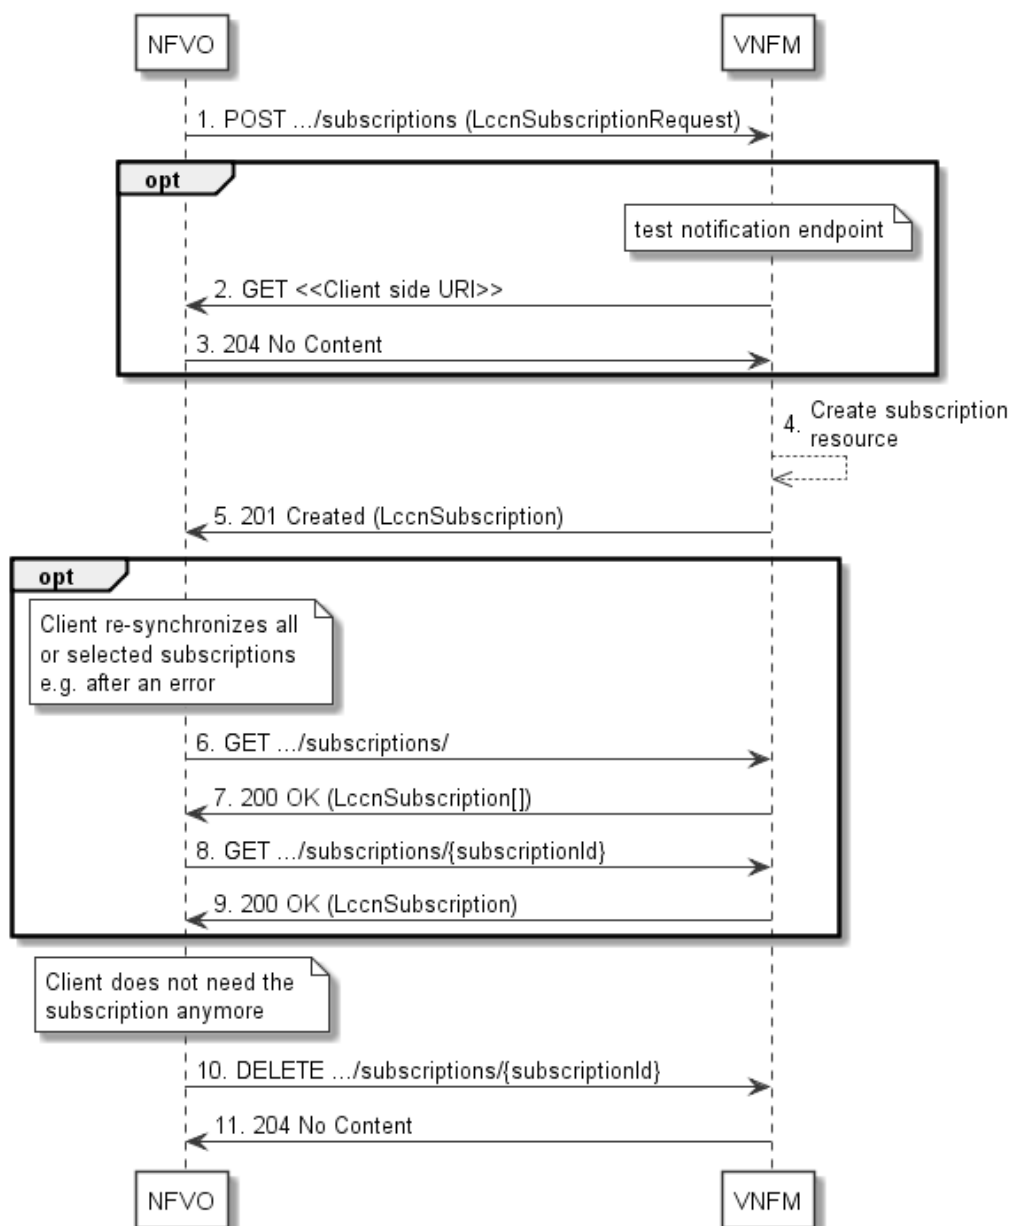 NFVO VNFM
1. POST .../subscriptions (LccnSubscriptionRequest)
opt
test notification endpoint
2. GET <<Client side URI>>
3. 204 No Content
4. Create subscription
resource
5. 201 Created (LccnSubscription)
opt
Client re-synchronizes all
or selected subscriptions
e.g. after an error
6. GET .../subscriptions/
7. 200 OK (LccnSubscription[])
8. GET .../subscriptions/{subscriptionId}
9. 200 OK (LccnSubscription)
Client does not need the
subscription anymore
10. DELETE .../subscriptions/{subscriptionId}
11. 204 No Content
NFVO VNFM